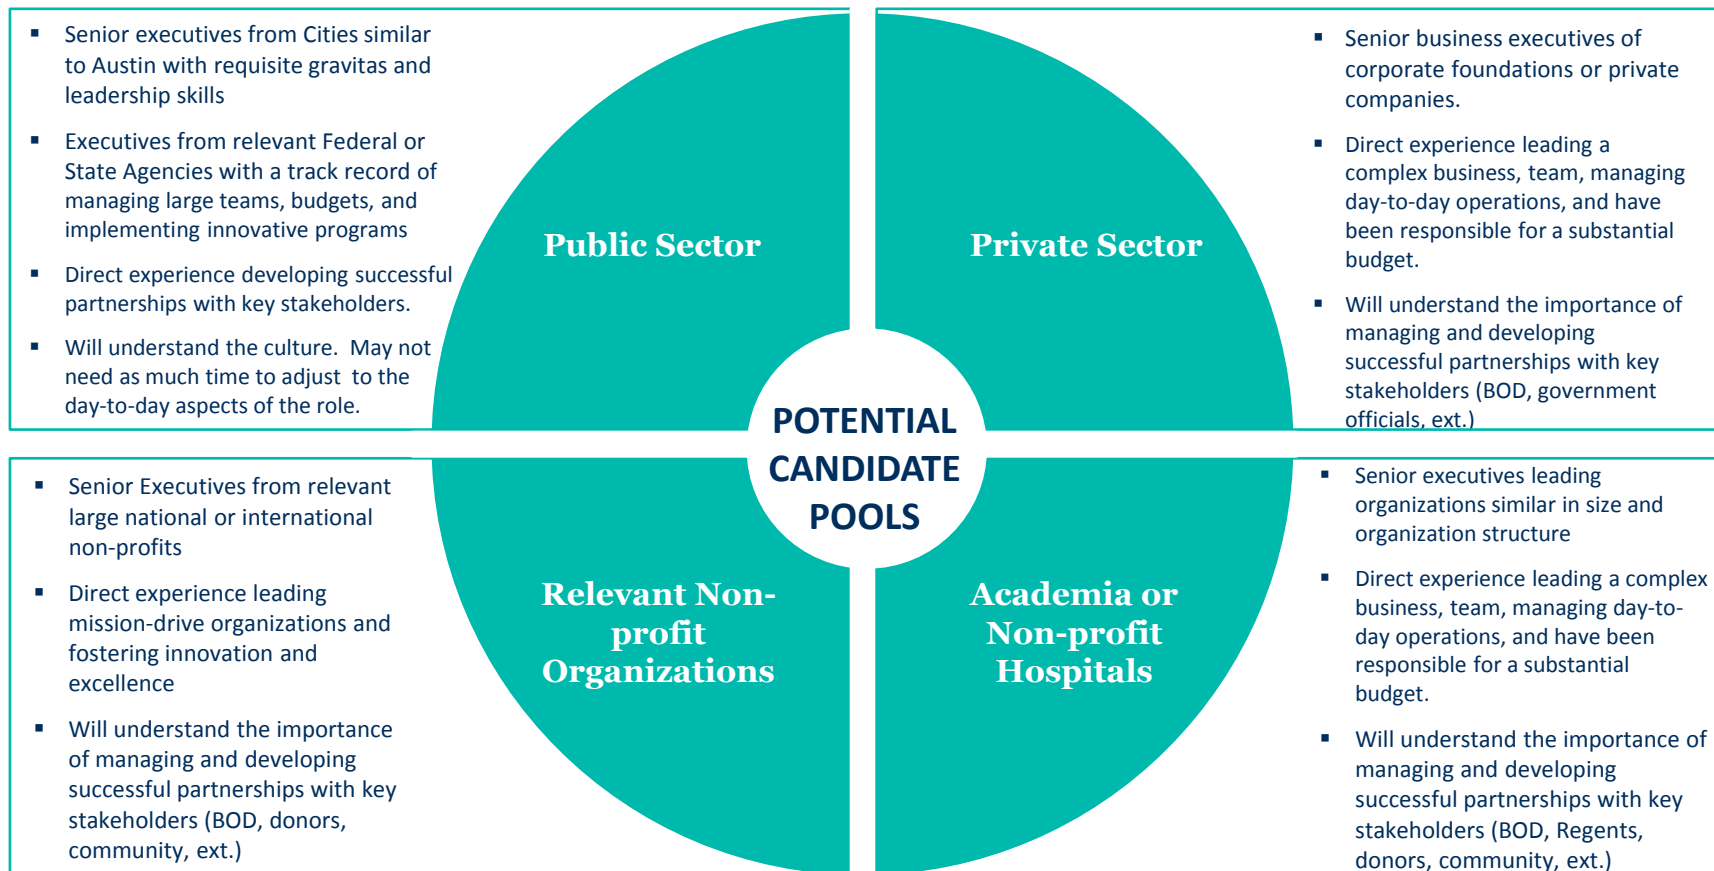 ▪ Senior executives from Cities similar
to Austin with requisite gravitas and
leadership skills
▪ Executives from relevant Federal or
State Agencies with a track record of
managing large teams, budgets, and
implementing innovative programs
▪ Direct experience developing successful
partnerships with key stakeholders.
▪ Will understand the culture.  May not
need as much time to adjust  to the
day-to-day aspects of the role.
Public Sector
Private Sector
▪ Senior business executives of
corporate foundations or private
companies.
▪ Direct experience leading a
complex business, team, managing
day-to-day operations, and have
been responsible for a substantial
budget.
▪ Will understand the importance of
managing and developing
successful partnerships with key
stakeholders (BOD, government
officials, ext.)
POTENTIAL
CANDIDATE
POOLS
▪ Senior Executives from relevant
large national or international
non-profits
▪ Direct experience leading
mission-drive organizations and
fostering innovation and
excellence
▪ Will understand the importance
of managing and developing
successful partnerships with key
stakeholders (BOD, donors,
community, ext.)
Relevant Non-
profit
Organizations
Academia or
Non-profit
Hospitals
▪ Senior executives leading
organizations similar in size and
organization structure
▪ Direct experience leading a complex
business, team, managing day-to-
day operations, and have been
responsible for a substantial
budget.
▪ Will understand the importance of
managing and developing
successful partnerships with key
stakeholders (BOD, Regents,
donors, community, ext.)